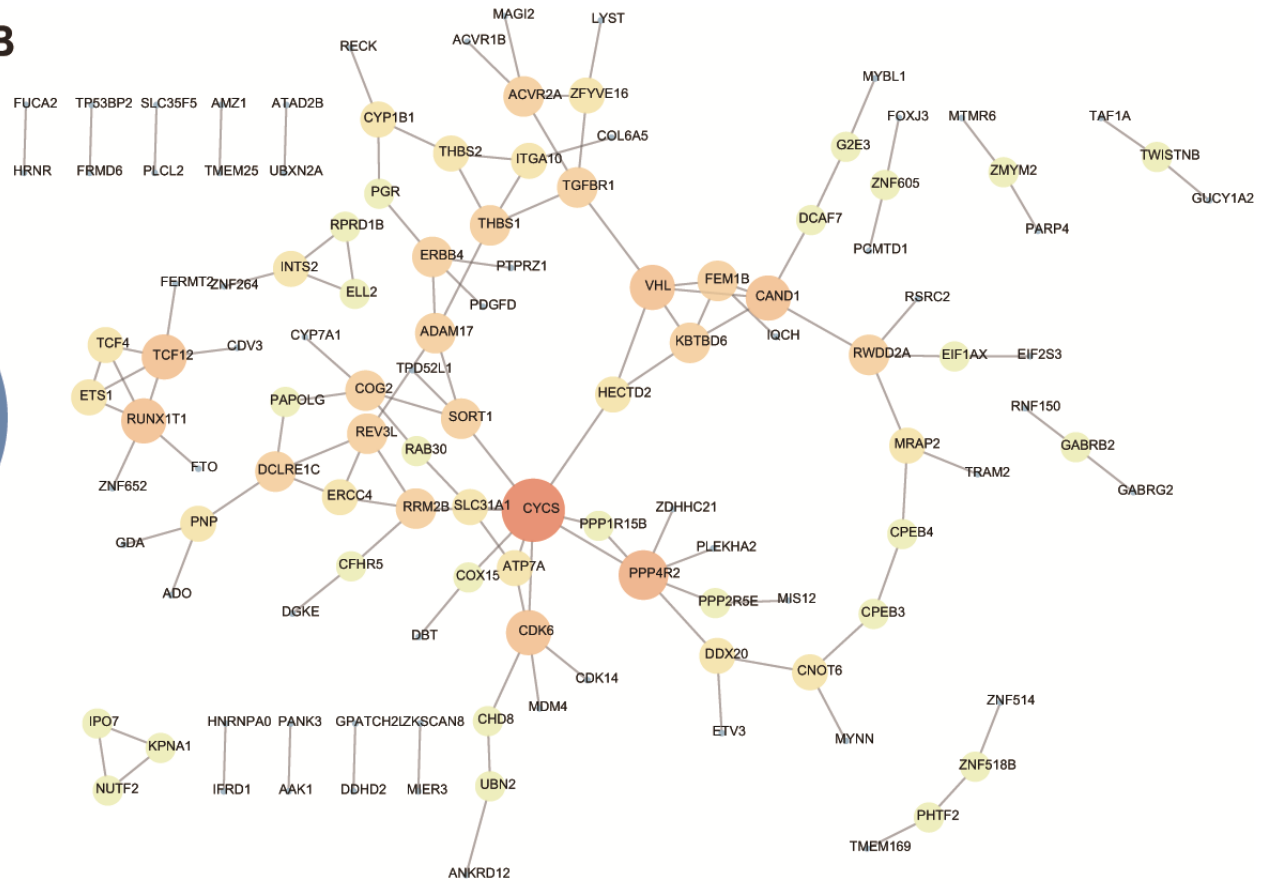 B
MAGI2
LYST
ACVR1B
RECK
MYBL1
ACVR2A
ZFYVE16
FUCA2
TP53BP2
SLC35F5
AMZ1
ATAD2B
CYP1B1
FOXJ3
MTMR6
TAF1A
COL6A5
G2E3
THBS2
ITGA10
TWISTNB
HRNR
FRMD6
PLCL2
TMEM25
UBXN2A
ZMYM2
ZNF605
TGFBR1
PGR
GUCY1A2
DCAF7
RPRD1B
THBS1
PARP4
PCMTD1
ERBB4
PTPRZ1
INTS2
FEM1B
FERMT2
ZNF264
VHL
ELL2
CAND1
RSRC2
PDGFD
CYP7A1
ADAM17
IQCH
TCF4
CDV3
KBTBD6
TCF12
RWDD2A
EIF1AX
EIF2S3
TPD52L1
COG2
HECTD2
ETS1
PAPOLG
RNF150
RUNX1T1
SORT1
REV3L
RAB30
MRAP2
GABRB2
FTO
DCLRE1C
TRAM2
ZNF652
GABRG2
ERCC4
RRM2B
SLC31A1
CYCS
ZDHHC21
PNP
PPP1R15B
CPEB4
GDA
PLEKHA2
CFHR5
ATP7A
COX15
PPP4R2
ADO
PPP2R5E
MIS12
DGKE
CPEB3
DBT
CDK6
DDX20
CNOT6
CDK14
ZNF514
MDM4
IPO7
HNRNPA0
PANK3
GPATCH2L
ZKSCAN8
CHD8
ETV3
MYNN
KPNA1
ZNF518B
NUTF2
IFRD1
AAK1
DDHD2
MIER3
UBN2
PHTF2
TMEM169
ANKRD12